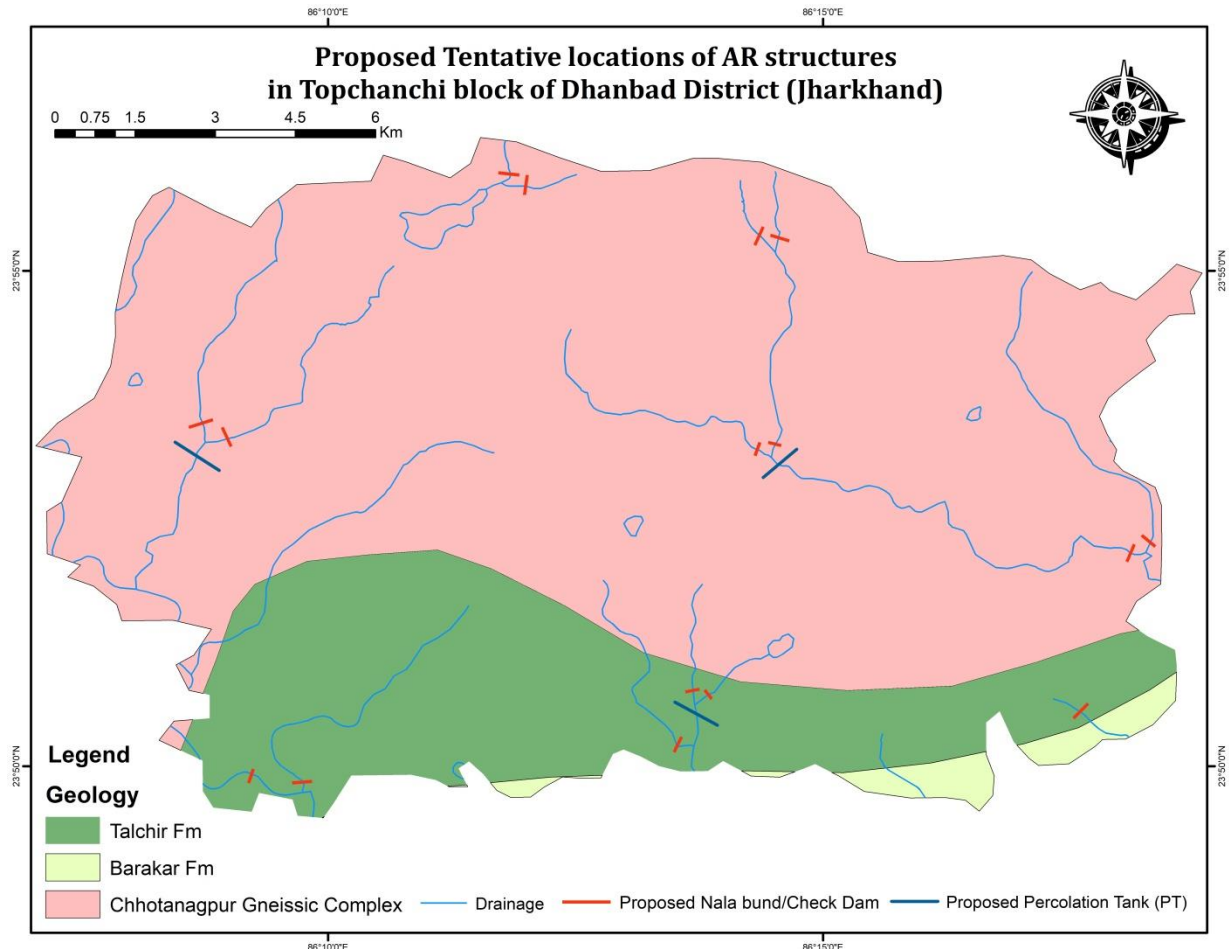 86°10'0"E 86°15'0"E
Proposed Tentative locations of AR structures
in Topchanchi block of Dhanbad District (Jharkhand)
0 0.75 1.5 3 4.5 6
Km
23°55'0"N 23°55'0"N
23°50'0"N 23°50'0"N
Legend
Geology
Talchir Fm
Barakar Fm
Chhotanagpur Gneissic Complex Drainage Proposed Nala bund/Check Dam Proposed Percolation Tank (PT)
86°10'0"E 86°15'0"E